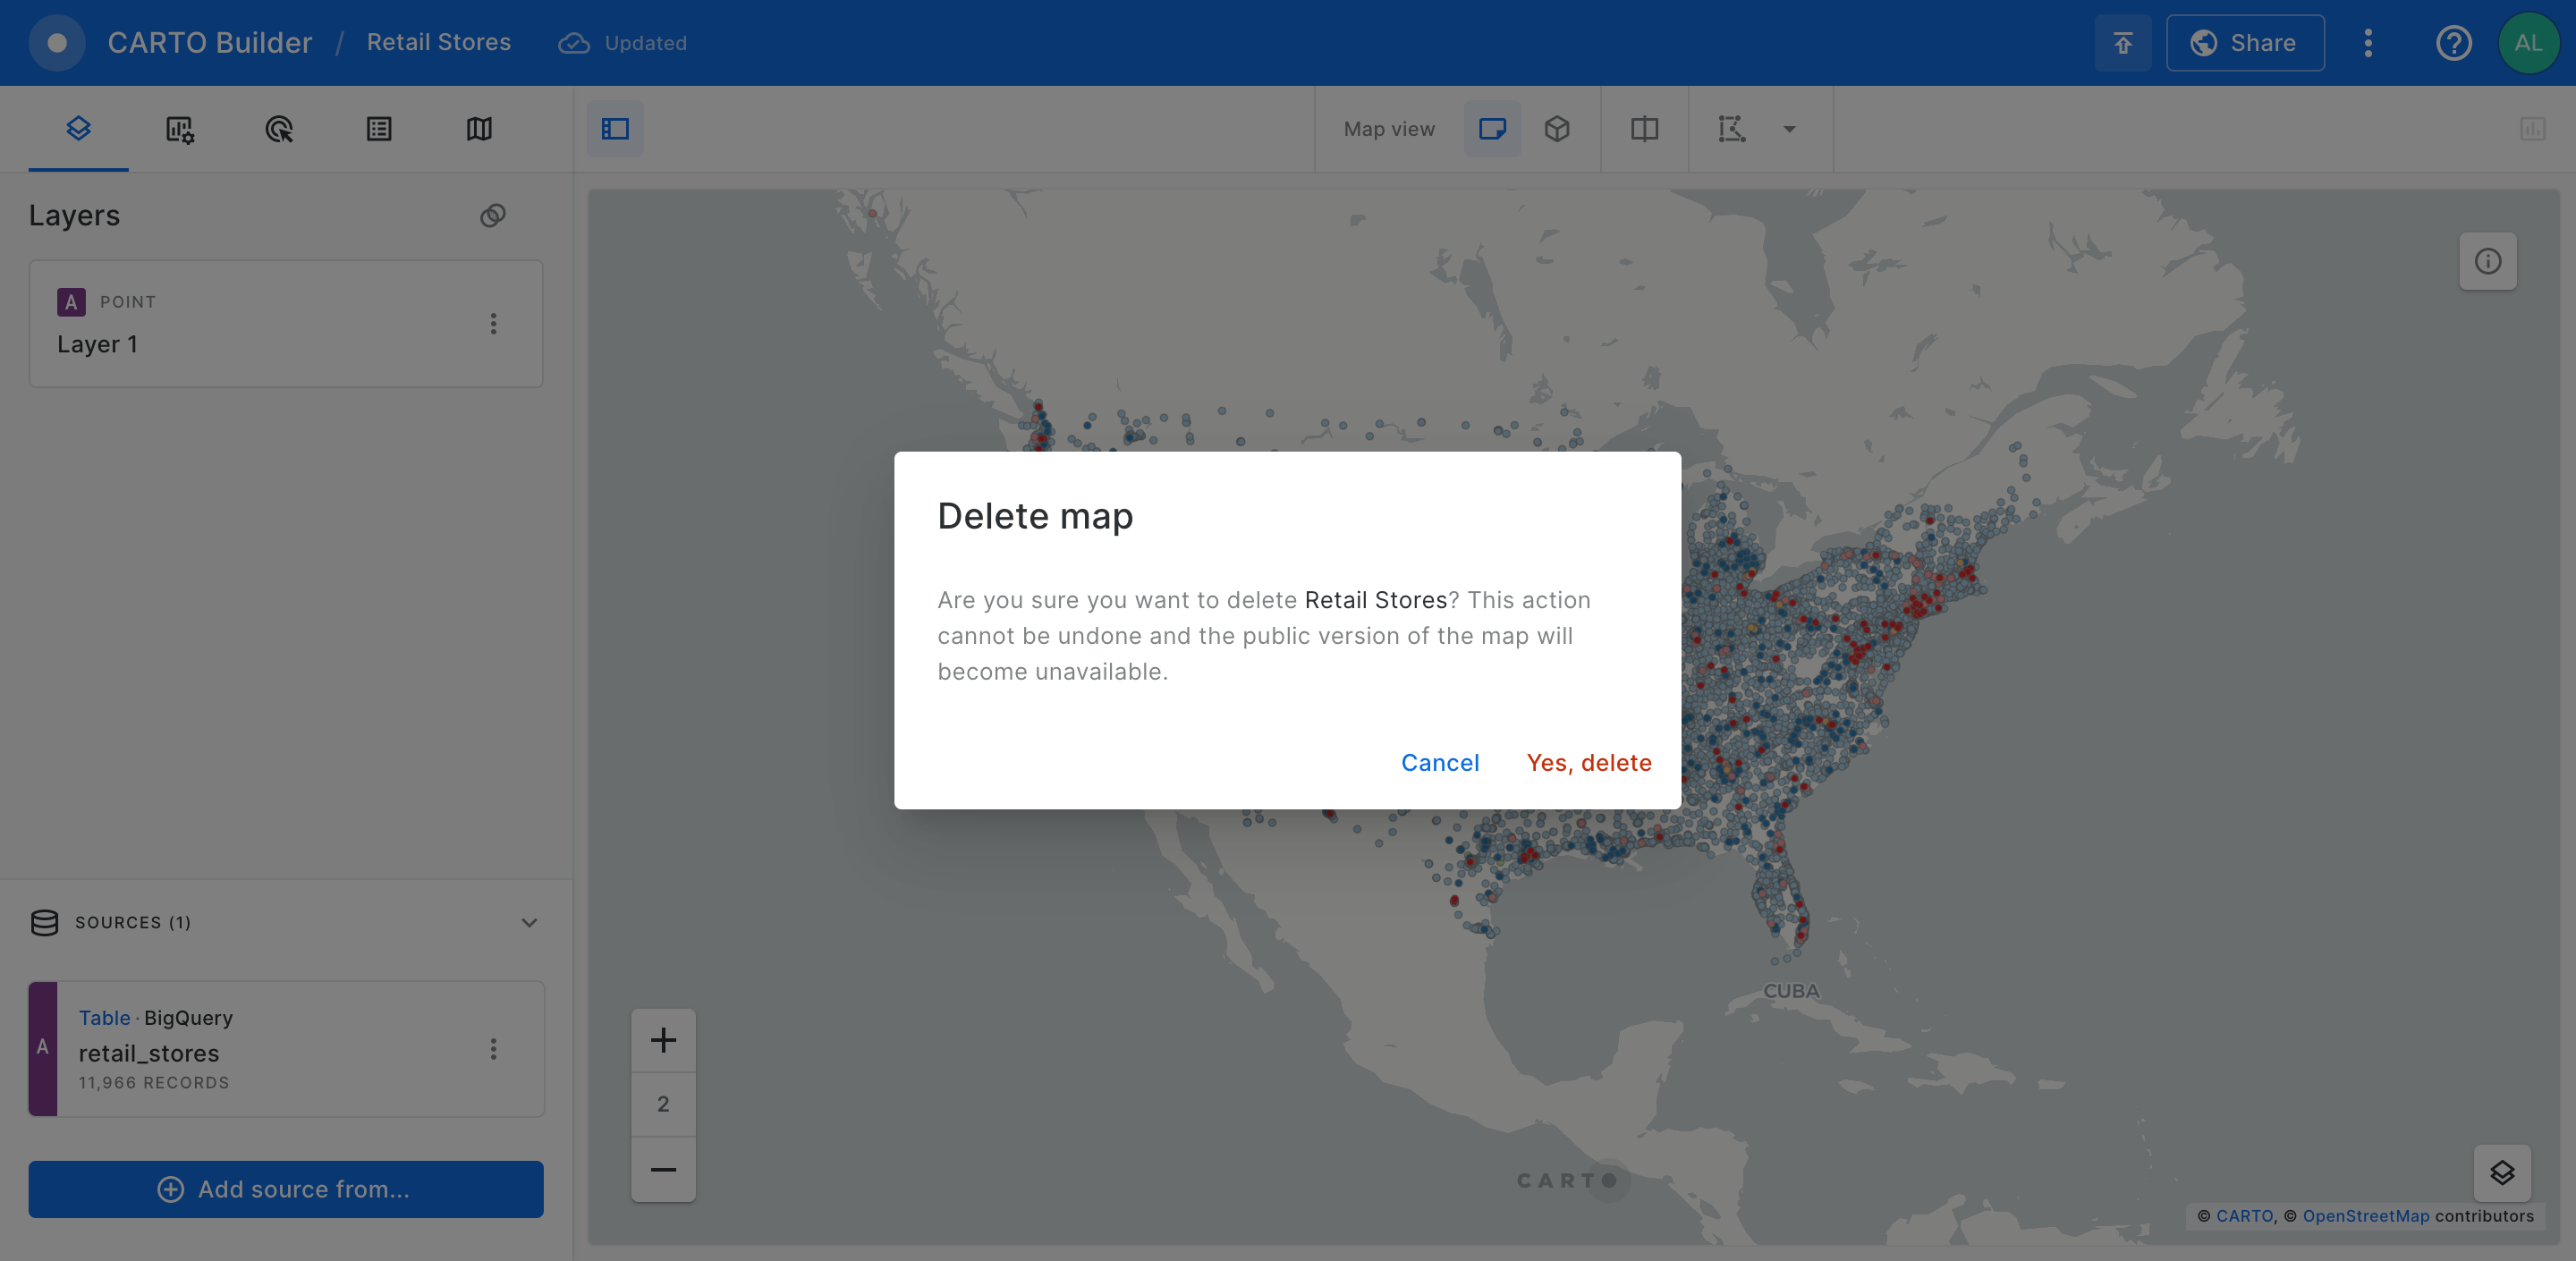 CARTO Builder / Retail Stores Updated
Share
AL
Map view
Layers
A POINT
Layer 1
Delete map
Are you sure you want to delete Retail Stores? This action
cannot be undone and the public version of the map will
become unavailable.
Cancel Yes, delete
SOURCES (1)
A
Table · BigQuery
retail_stores
11,966 RECORDS
Add source from...
2
CUBA
CARTO
© CARTO, © OpenStreetMap contributors